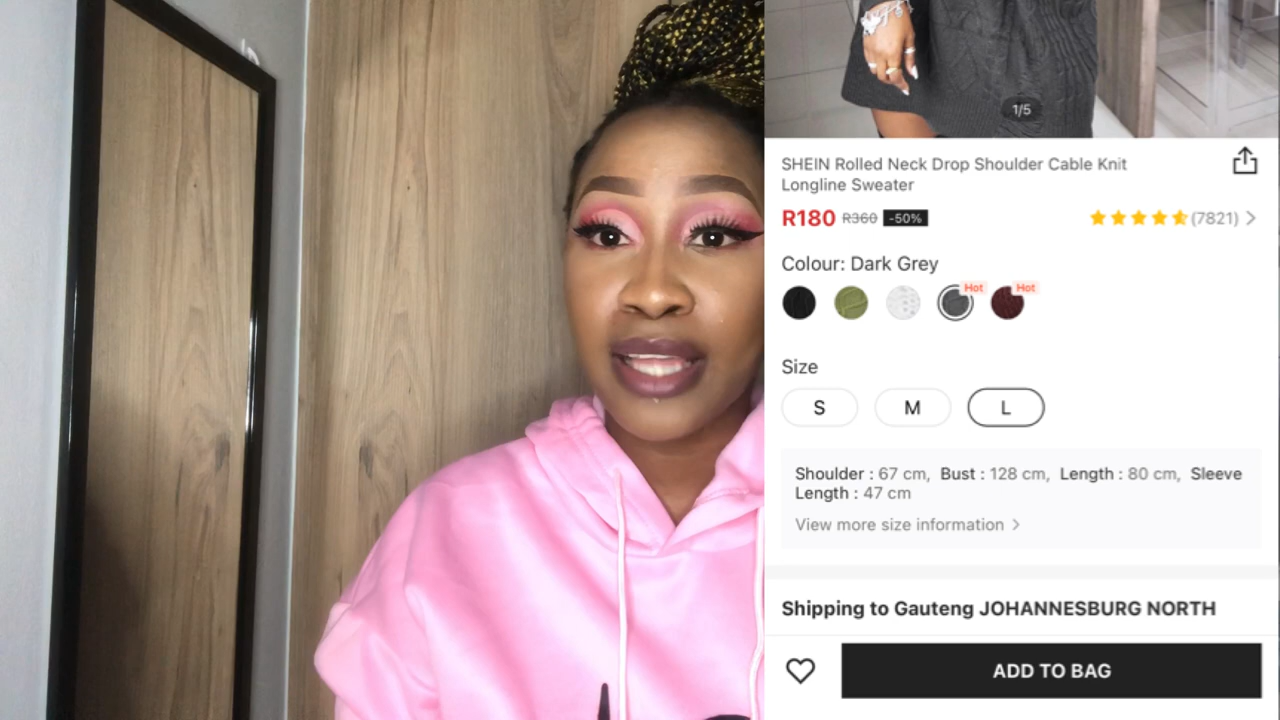 1/5
SHEIN Rolled Neck Drop Shoulder Cable Knit
Longline Sweater
R180 R360 -50% (7821)
Colour: Dark Grey
Hot Hot
Size
S M L
Shoulder : 67 cm, Bust : 128 cm, Length : 80 cm, Sleeve
Length : 47 cm
View more size information
Shipping to Gauteng JOHANNESBURG NORTH
ADD TO BAG